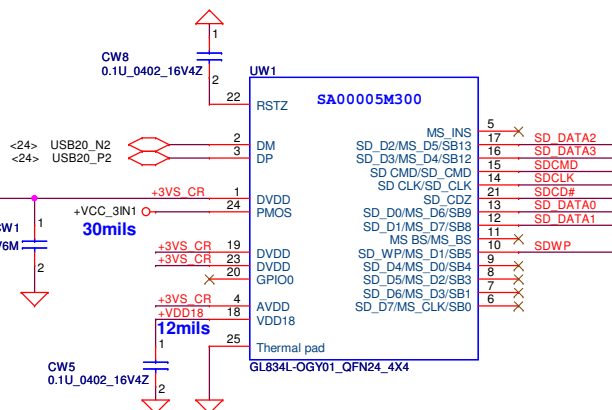 1
CW8
0.1U_0402_16V4Z
2
UW1
SA00005M300
22 RSTZ
MS_INS 5
<24> USB20_N2 2 DM SD_D2/MS_D5/SB13 17 SD_DATA2
<24> USB20_P2 3 DP SD_D3/MS_D4/SB12 16 SD_DATA3
SD CMD/SD_CMD 15 SDCMD
SD CLK/SD_CLK 14 SDCLK
+3VS_CR 1 DVDD SD_CDZ 21 SDCD#
+VCC_3IN1 24 PMOS SD_D0/MS_D6/SB9 13 SD_DATA0
30mils SD_D1/MS_D7/SB8 12 SD_DATA1
CW1 1 MS BS/MS_BS 11
V6M +3VS_CR 19 DVDD SD_WP/MS_D1/SB5 10 SDWP
+3VS_CR 23 DVDD SD_D4/MS_D0/SB4 9
2 20 GPIO0 SD_D5/MS_D2/SB3 8
SD_D6/MS_D3/SB1 7
+3VS_CR 4 AVDD SD_D7/MS_CLK/SB0 6
+VDD18 18 VDD18
12mils
1 25 Thermal pad
CW5
GL834L-OGY01_QFN24_4X4
0.1U_0402_16V4Z
2